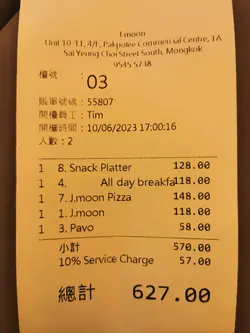 J.moon
Unit 10-11, 4/F, Pakpolee Commercial Centre, 1A
Sai Yeung Choi Street South, Mongkok
9545 5738
檯號 : 03
賬單號碼 : 55807
開檯員工 : Tim
開檯時間 : 10/06/2023 17:00:16
人數 : 2
1 8. Snack Platter 128.00
1 4. All day breakfa118.00
1 7. J.moon Pizza 148.00
1 1. J.moon 118.00
1 3. Pavo 58.00
小計 570.00
10% Service Charge 57.00
總計 627.00